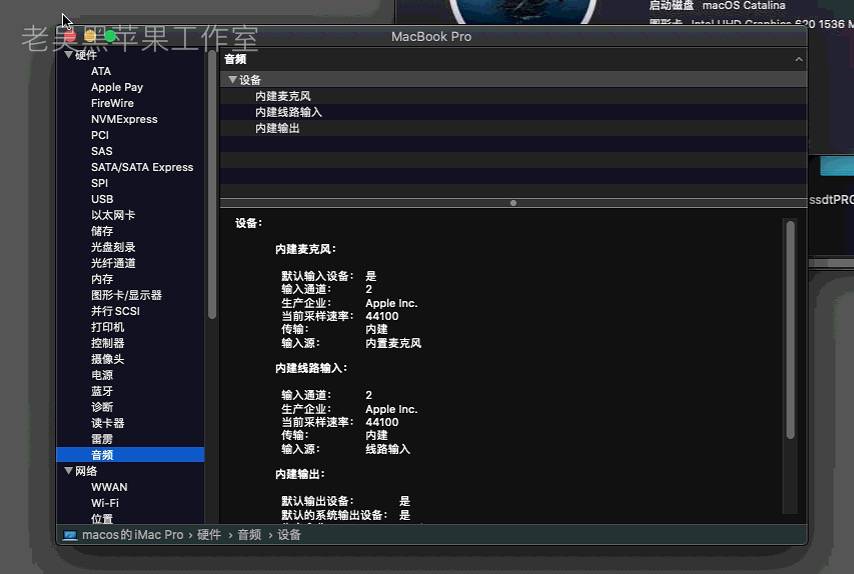 启动磁盘 macOS Catalina
图形卡 Intel UHD Graphics 620 1536 M
老吴黑苹果工作室
MacBook Pro
硬件
ATA
Apple Pay
FireWire
NVMExpress
PCI
SAS
SATA/SATA Express
SPI
USB
以太网卡
储存
光盘刻录
光纤通道
内存
图形卡/显示器
并行 SCSI
打印机
控制器
摄像头
电源
蓝牙
诊断
读卡器
雷雳
音频
网络
WWAN
Wi-Fi
位置
音频
设备
内建麦克风
内建线路输入
内建输出
ssdtPRO
设备：
内建麦克风：
默认输入设备： 是
输入通道： 2
生产企业： Apple Inc.
当前采样速率： 44100
传输： 内建
输入源： 内置麦克风
内建线路输入：
输入通道： 2
生产企业： Apple Inc.
当前采样速率： 44100
传输： 内建
输入源： 线路输入
内建输出：
默认输出设备： 是
默认的系统输出设备： 是
macos的 iMac Pro › 硬件 › 音频 › 设备